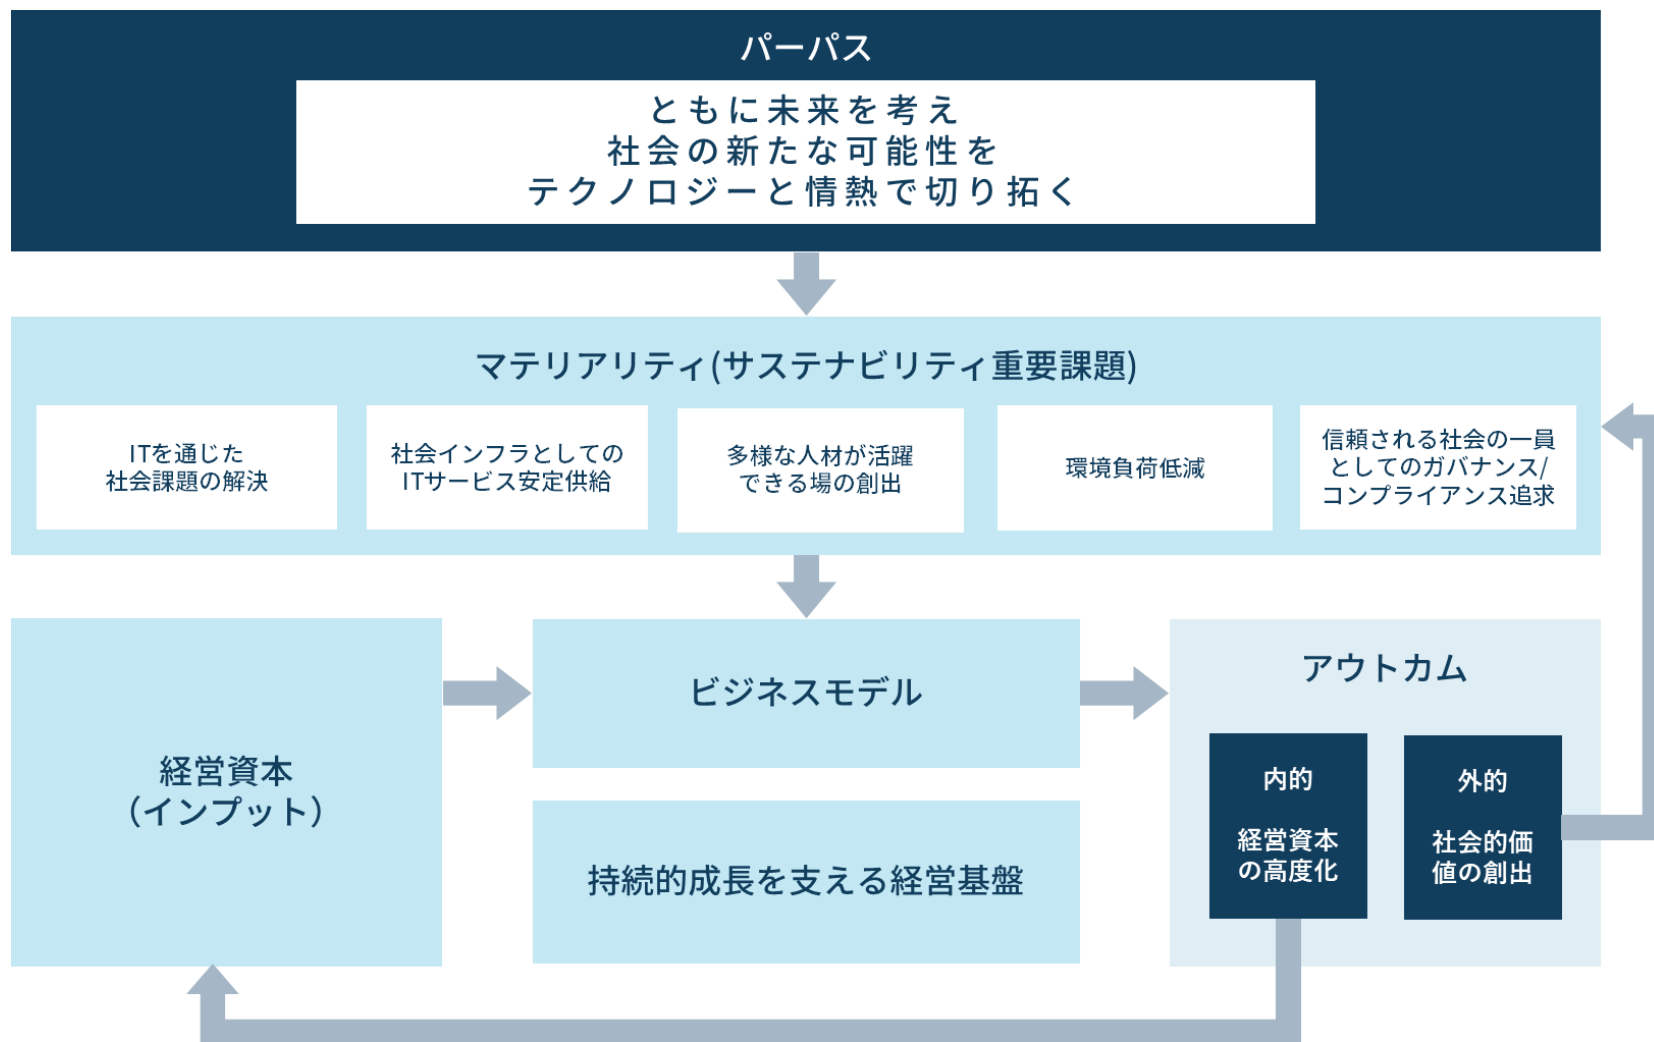 パーパス
ともに未来を考え
社会の新たな可能性を
テクノロジーと情熱で切り拓く
マテリアリティ(サステナビリティ重要課題)
ITを通じた
社会課題の解決
社会インフラとしての
ITサービス安定供給
多様な人材が活躍
できる場の創出
環境負荷低減
信頼される社会の一員
としてのガバナンス/
コンプライアンス追求
経営資本
（インプット）
ビジネスモデル
持続的成長を支える経営基盤
アウトカム
内的
経営資本
の高度化
外的
社会的価
値の創出